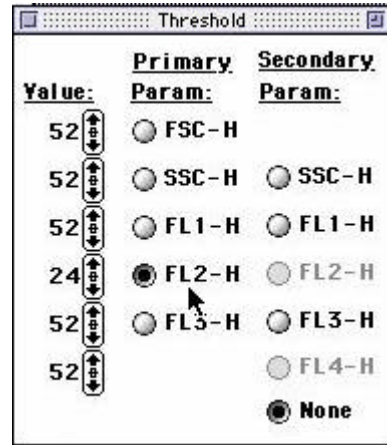 Threshold
Primary Secondary
Value: Param: Param:
52 FSC-H
52 SSC-H SSC-H
52 FL1-H FL1-H
24 FL2-H FL2-H
52 FL3-H FL3-H
52 FL4-H
None